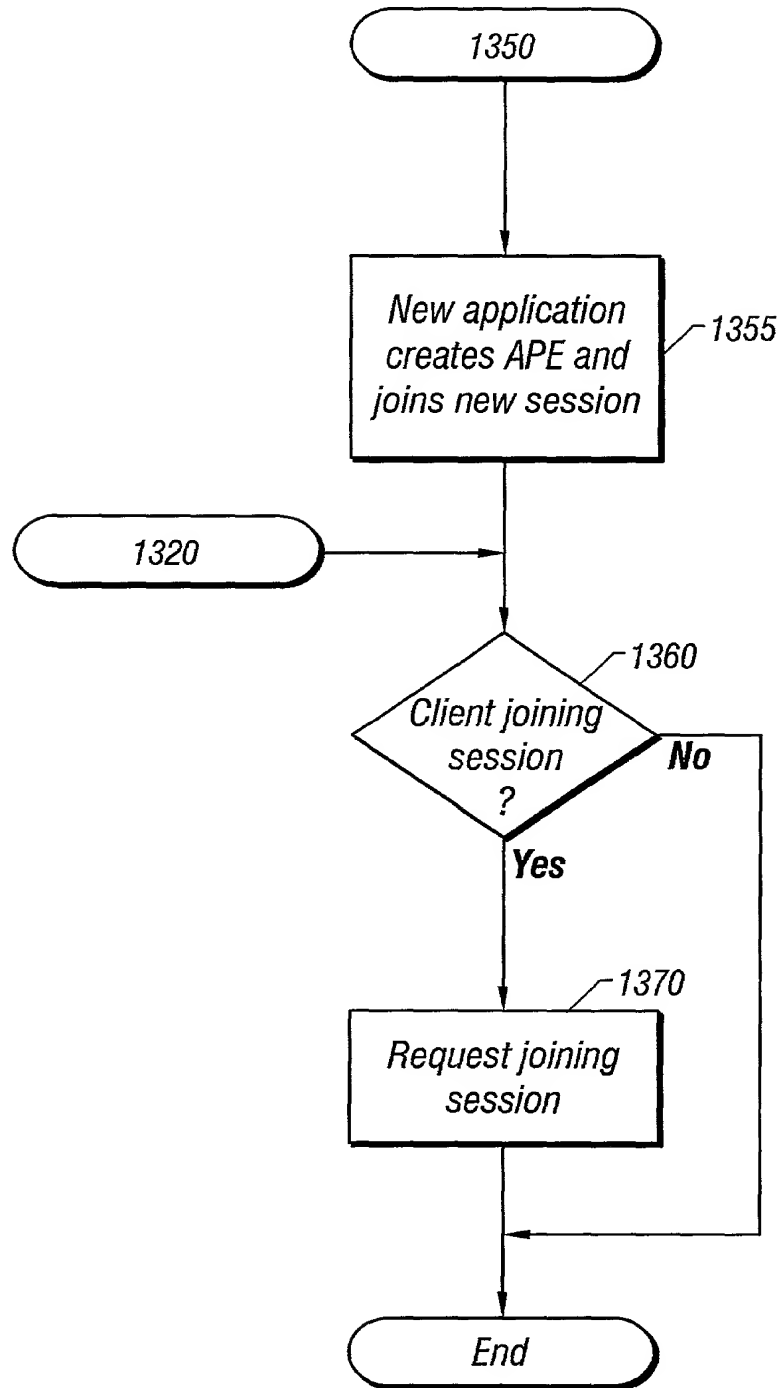 1350
New application
creates APE and
joins new session
1355
1320
1360
Client joining
session
?
No
Yes
1370
Request joining
session
End